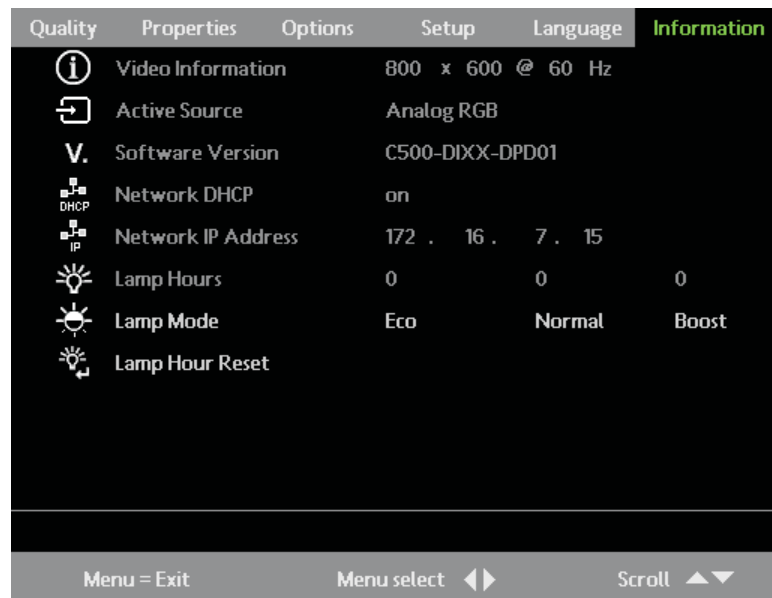 Quality Properties Options Setup Language Information
Video Information 800 x 600 @ 60 Hz
Active Source Analog RGB
V. Software Version C500-DIXX-DPD01
DHCP Network DHCP on
IP Network IP Address 172 . 16 . 7 . 15
Lamp Hours 0 0 0
Lamp Mode Eco Normal Boost
Lamp Hour Reset
Menu = Exit Menu select Scroll